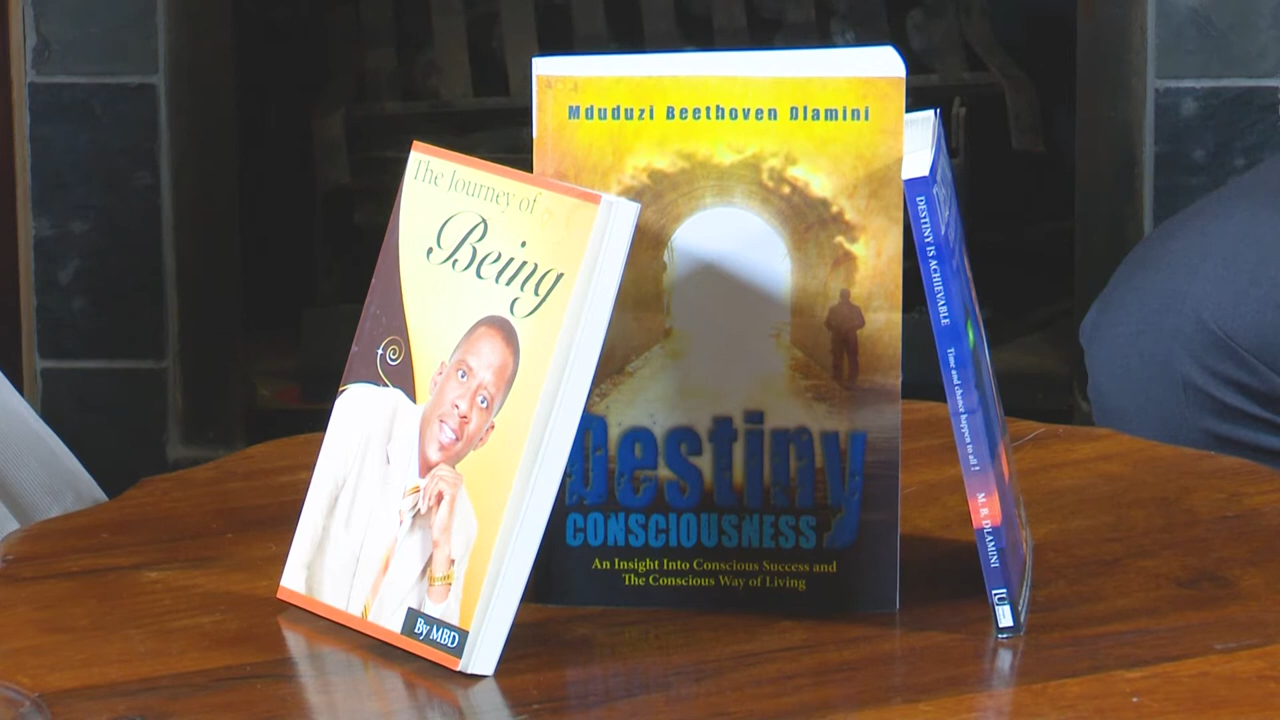 The Journey of
Being
By MBD
Mduduzi Beethoven Dlamini
Destiny
CONSCIOUSNESS
An Insight Into Conscious Success and
The Conscious Way of Living
DESTINY IS ACHIEVABLE Time and chance happen to all ! M. B. DLAMINI